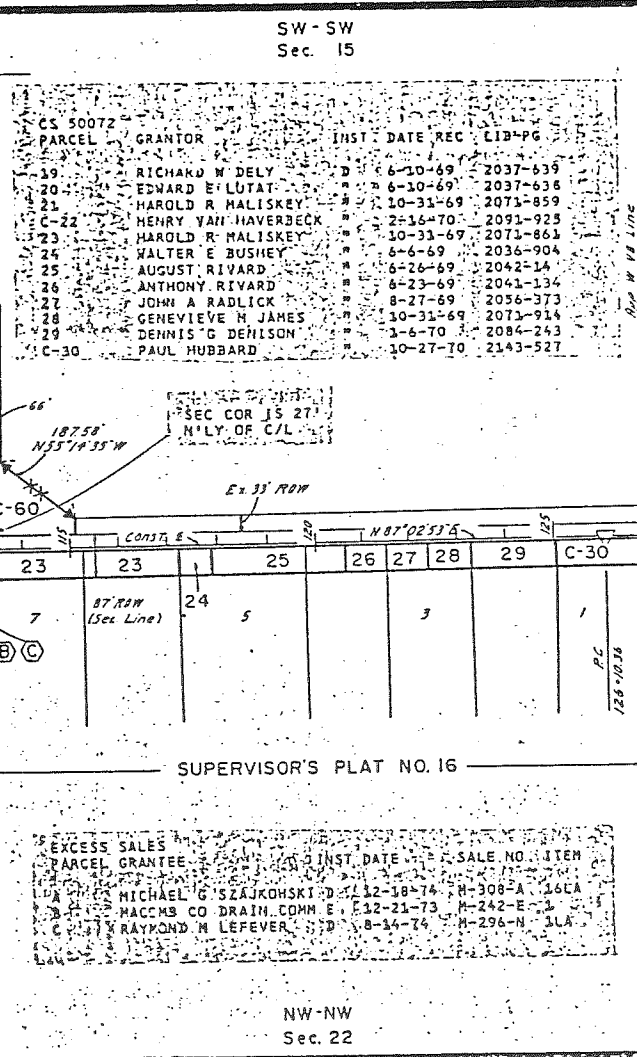 SW-SW
Sec. 15
CS 50072
PARCEL GRANTOR INST DATE REC LIB-PG
19 RICHARD W DELY D 6-10-69 2037-639
20 EDWARD E LUTAT " 6-10-69 2037-636
21 HAROLD R MALISKEY " 10-31-69 2071-859
C-22 HENRY VAN HAVERBECK " 2-16-70 2091-925
23 HAROLD R MALISKEY " 10-31-69 2071-861
24 WALTER E BUSHEY " 6-6-69 2036-904
25 AUGUST RIVARD " 6-26-69 2042-14
26 ANTHONY RIVARD " 6-23-69 2041-134
27 JOHN A RADLICK " 8-27-69 2056-373
28 GENEVIEVE M JAMES " 10-31-69 2071-914
29 DENNIS G DENISON " 1-6-70 2084-243
C-30 PAUL HUBBARD " 10-27-70 2143-527
W 1/8 Line
66'
SEC COR IS 27'
N'LY OF C/L
187.58'
N55°14'35"W
Ex. 33' ROW
C-60
115 CONST ℄ 120 N 87°02'53"E 125
23 23 25 26 27 28 29 C-30
24
7 87' ROW 5 3 1
(Sec Line)
B C
P.C.
126+10.36
SUPERVISOR'S PLAT NO. 16
EXCESS SALES
PARCEL GRANTEE INST DATE SALE NO ITEM
A MICHAEL G SZAJKOWSKI D 12-18-74 M-308-A 16LA
B MACOMB CO DRAIN COMM E 12-21-73 M-242-E 1
C RAYMOND M LEFEVER D 8-14-74 M-296-N 1LA
NW-NW
Sec. 22